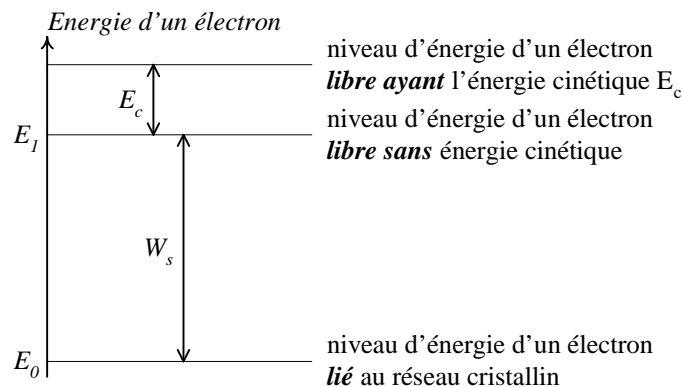 Energie d'un électron
niveau d'énergie d'un électron
libre ayant l'énergie cinétique E_c
E_c
niveau d'énergie d'un électron
E_1
libre sans énergie cinétique
W_s
niveau d'énergie d'un électron
E_0
lié au réseau cristallin